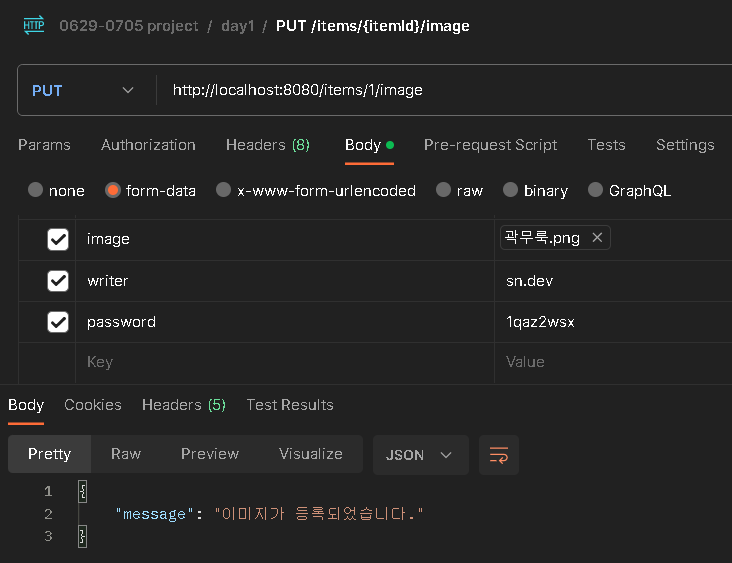 HTTP 0629-0705 project / day1 / PUT /items/{itemId}/image
PUT http://localhost:8080/items/1/image
Params Authorization Headers (8) Body Pre-request Script Tests Settings
none form-data x-www-form-urlencoded raw binary GraphQL
image 곽무룩.png
writer sn.dev
password 1qaz2wsx
Key Value
Body Cookies Headers (5) Test Results
Pretty Raw Preview Visualize JSON
1 {
2 "message": "이미지가 등록되었습니다."
3 }